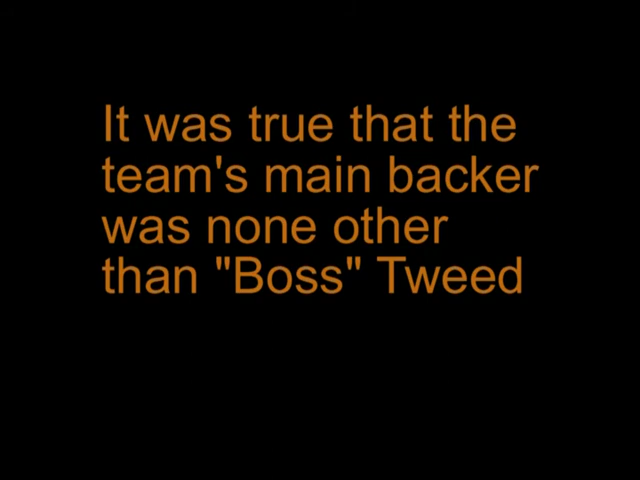 It was true that the
team's main backer
was none other
than "Boss" Tweed